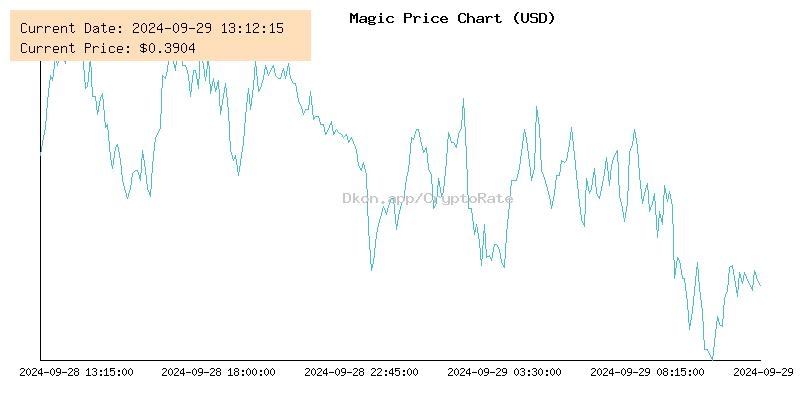 Magic Price Chart (USD)
Current Date: 2024-09-29 13:12:15
Current Price: $0.3904
Dkon.app/CryptoRate
2024-09-28 13:15:00 2024-09-28 18:00:00 2024-09-28 22:45:00 2024-09-29 03:30:00 2024-09-29 08:15:00 2024-09-29